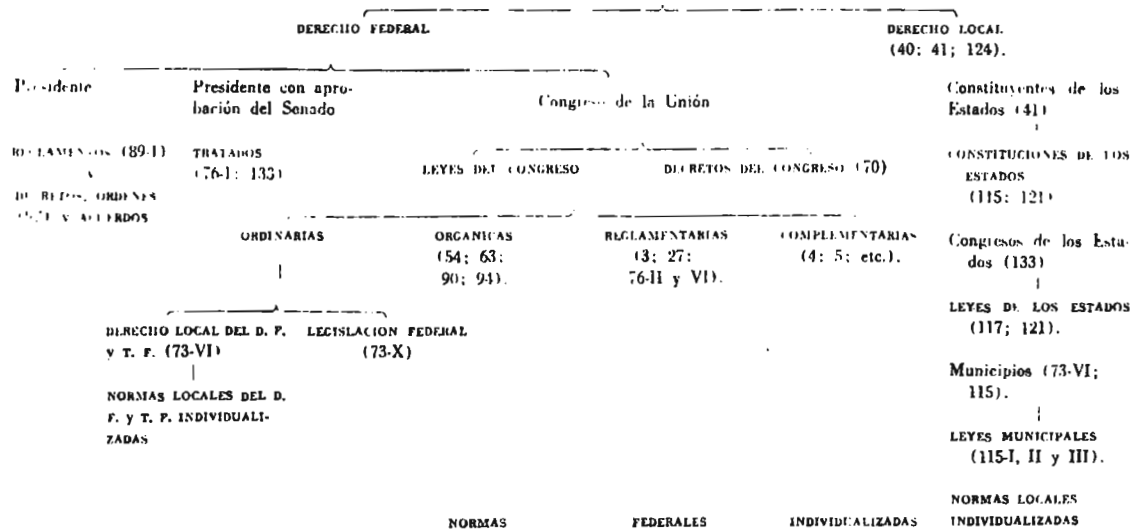 DERECHO FEDERAL
DERECHO LOCAL
(40; 41; 124).
Presidente
Presidente con apro-
bación del Senado
Congreso de la Unión
Constituyentes de los
Estados (41)
REGLAMENTOS (89-I)
TRATADOS
(76-I: 133)
LEYES DEL CONGRESO
DECRETOS DEL CONGRESO (70)
CONSTITUCIONES DE LOS
ESTADOS
(115: 121)
DECRETOS, ORDENES
Y ACUERDOS
ORDINARIAS
ORGANICAS
(54; 63:
90; 94).
REGLAMENTARIAS
(3; 27:
76-II y VI).
COMPLEMENTARIAS
(4: 5; etc.).
Congresos de los Esta-
dos (133)
LEYES DE LOS ESTADOS
(117; 121).
DERECHO LOCAL DEL D. F.
y T. F. (73-VI)
LEGISLACION FEDERAL
(73-X)
Municipios (73-VI;
115).
NORMAS LOCALES DEL D.
F. y T. F. INDIVIDUALI-
ZADAS
LEYES MUNICIPALES
(115-I, II y III).
NORMAS FEDERALES INDIVIDUALIZADAS
NORMAS LOCALES
INDIVIDUALIZADAS